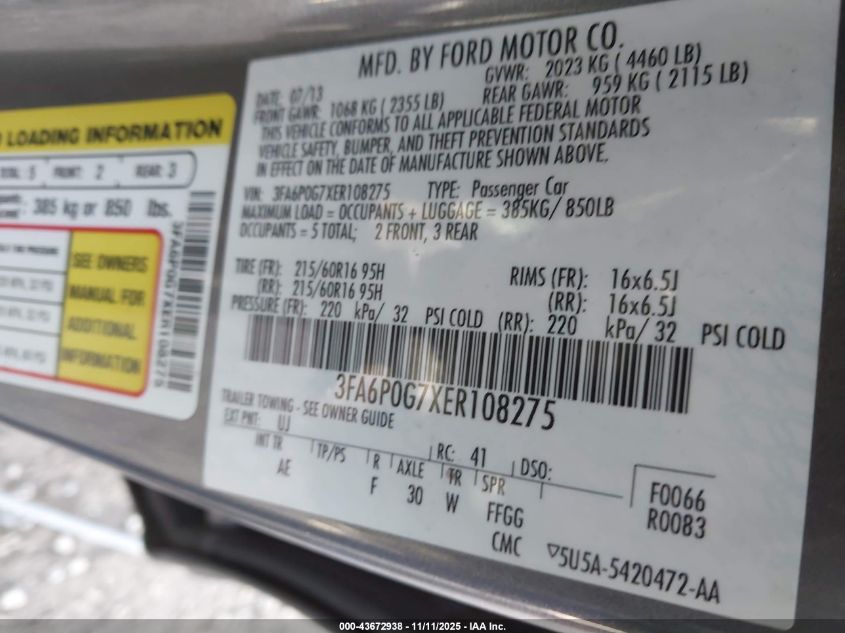 MFD. BY FORD MOTOR CO.
DATE: 07/13 GVWR: 2023 KG ( 4460 LB)
FRONT GAWR: 1068 KG ( 2355 LB) REAR GAWR: 959 KG ( 2115 LB)
THIS VEHICLE CONFORMS TO ALL APPLICABLE FEDERAL MOTOR
VEHICLE SAFETY, BUMPER, AND THEFT PREVENTION STANDARDS
IN EFFECT ON THE DATE OF MANUFACTURE SHOWN ABOVE.
VIN: 3FA6P0G7XER108275 TYPE: Passenger Car
MAXIMUM LOAD = OCCUPANTS + LUGGAGE = 385KG/ 850LB
OCCUPANTS = 5 TOTAL; 2 FRONT, 3 REAR
TIRE (FR): 215/60R16 95H RIMS (FR): 16x6.5J
(RR): 215/60R16 95H (RR): 16x6.5J
PRESSURE (FR): 220 kPa/ 32 PSI COLD (RR): 220 kPa/ 32 PSI COLD
3FA6P0G7XER108275
TRAILER TOWING - SEE OWNER GUIDE
EXT PNT: UJ RC: 41 DSO:
INT TR TP/PS R AXLE TR SPR
AE F 30 W FFGG
CMC
F0066
R00B3
5U5A-5420472-AA
LOADING INFORMATION
TOTAL: 5 FRONT: 2 REAR: 3
385 kg or 850 lbs.
SEE OWNERS
MANUAL FOR
ADDITIONAL
INFORMATION
3FA6P0G7XER108275
000-43672938 - 11/11/2025 - IAA Inc.